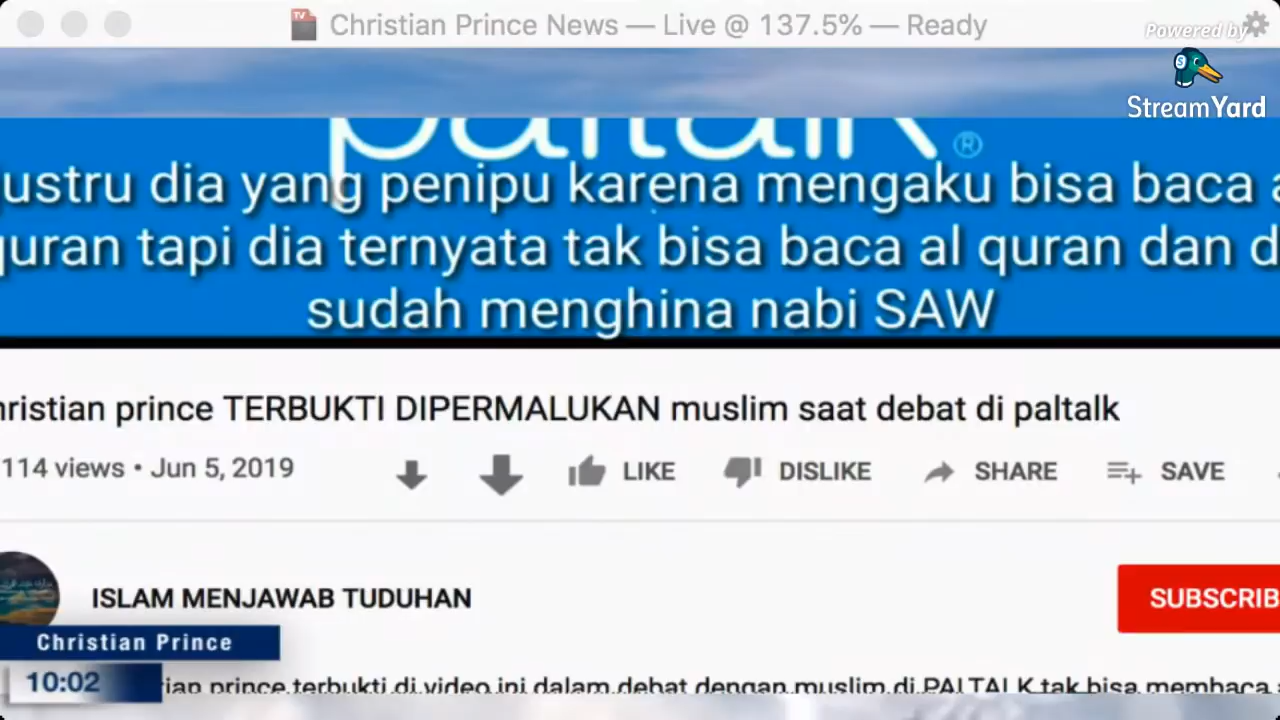 Christian Prince News — Live @ 137.5% — Ready
Powered by
StreamYard
paltalk®
ustru dia yang penipu karena mengaku bisa baca a
quran tapi dia ternyata tak bisa baca al quran dan d
sudah menghina nabi SAW
hristian prince TERBUKTI DIPERMALUKAN muslim saat debat di paltalk
114 views • Jun 5, 2019
LIKE
DISLIKE
SHARE
SAVE
ISLAM MENJAWAB TUDUHAN
SUBSCRIB
Christian Prince
10:02
tian prince terbukti di video ini dalam debat dengan muslim di PALTALK tak bisa membaca a